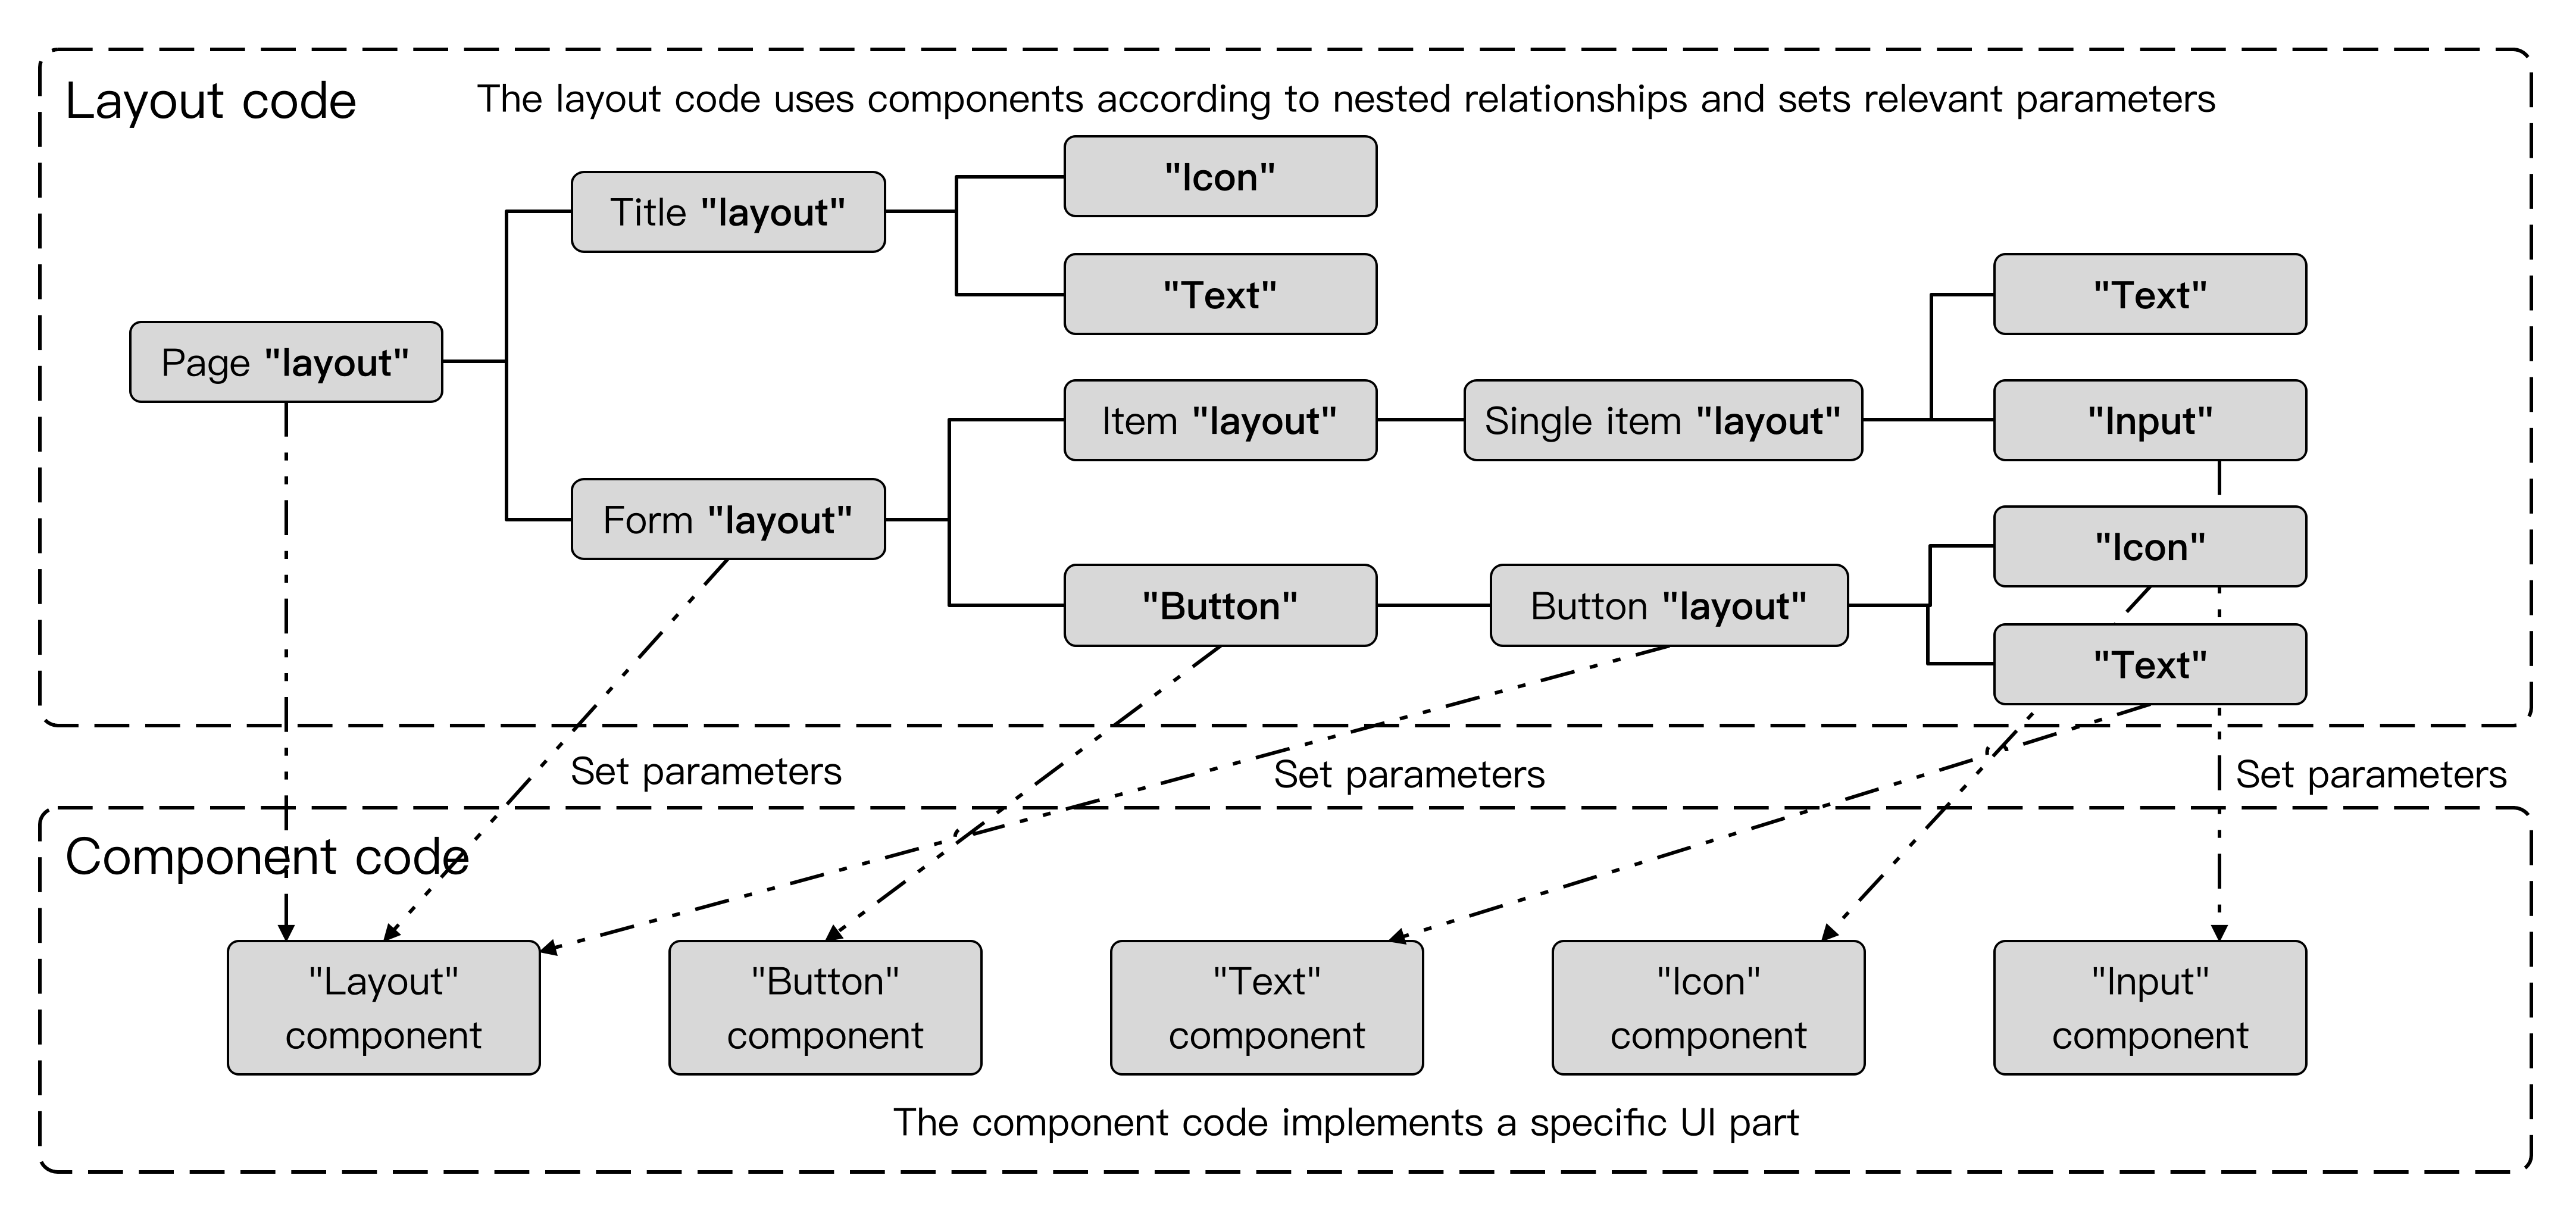 Layout code
The layout code uses components according to nested relationships and sets relevant parameters
"Icon"
Title "layout"
"Text"
"Text"
Page "layout"
Item "layout"
Single item "layout"
"Input"
Form "layout"
"Icon"
"Button"
Button "layout"
"Text"
Set parameters
Set parameters
Set parameters
Component code
"Layout"
component
"Button"
component
"Text"
component
"Icon"
component
"Input"
component
The component code implements a specific UI part